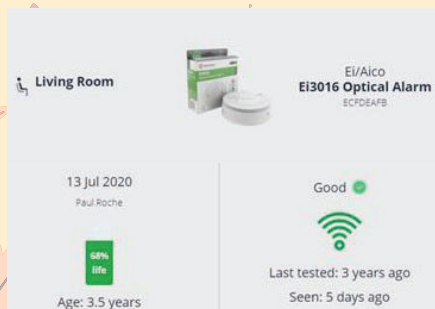 Living Room
Ei/Aico
Ei3016 Optical Alarm
ECFDEAFB
13 Jul 2020
Paul Roche
68%
life
Age: 3.5 years
Good
Last tested: 3 years ago
Seen: 5 days ago